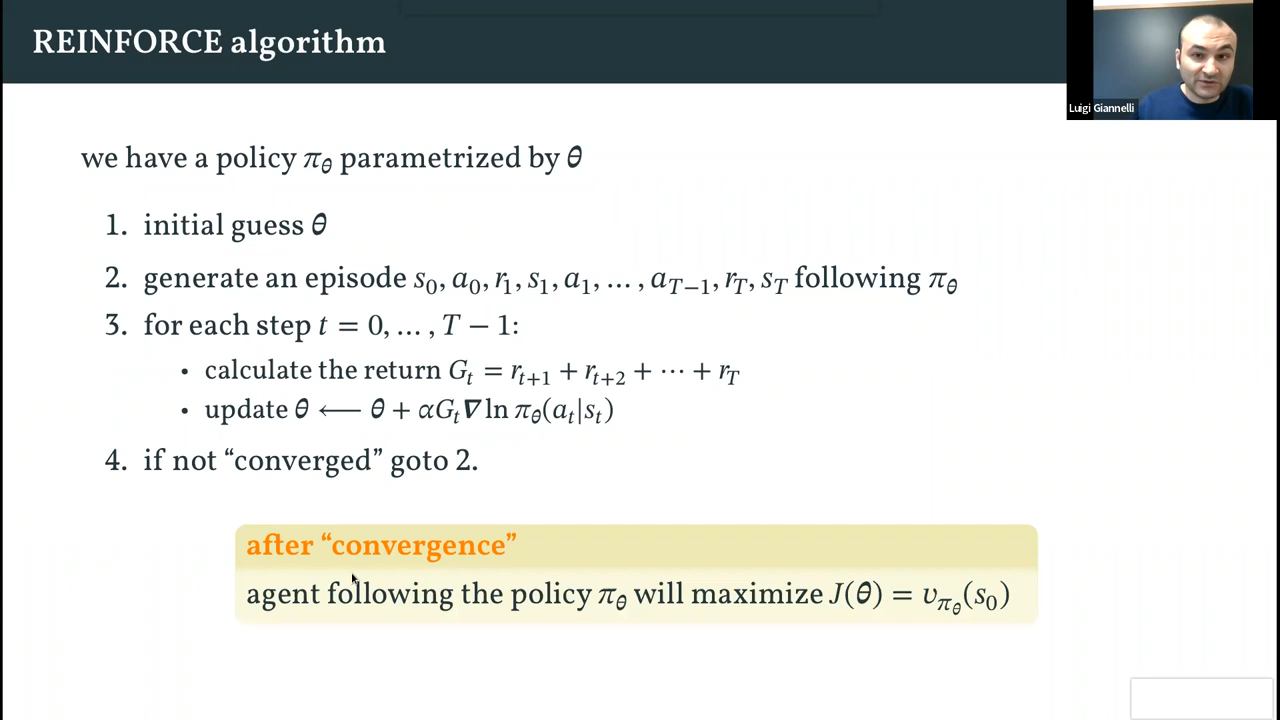 REINFORCE algorithm
Luigi Giannelli
we have a policy π_θ parametrized by θ
1. initial guess θ
2. generate an episode s_0, a_0, r_1, s_1, a_1, … , a_{T−1}, r_T, s_T following π_θ
3. for each step t = 0, … , T − 1:
• calculate the return G_t = r_{t+1} + r_{t+2} + ⋯ + r_T
• update θ ⟵ θ + αG_t∇ ln π_θ(a_t|s_t)
4. if not “converged” goto 2.
after “convergence”
agent following the policy π_θ will maximize J(θ) = v_{π_θ}(s_0)